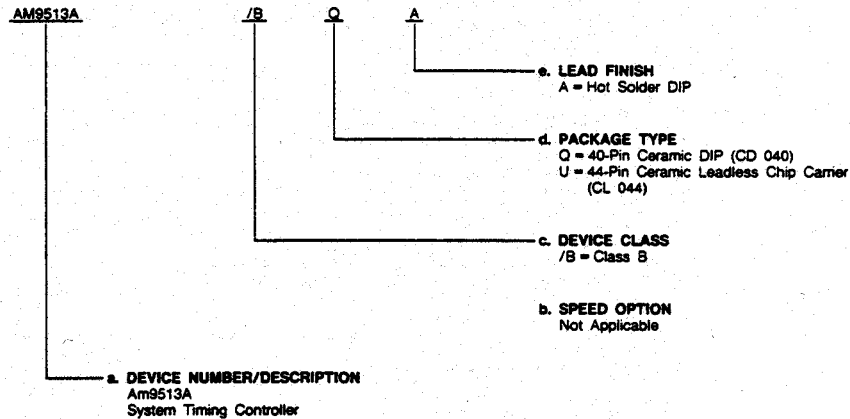 AM9513A /B Q A
e. LEAD FINISH
A = Hot Solder DIP
d. PACKAGE TYPE
Q = 40-Pin Ceramic DIP (CD 040)
U = 44-Pin Ceramic Leadless Chip Carrier
(CL 044)
c. DEVICE CLASS
/B = Class B
b. SPEED OPTION
Not Applicable
a. DEVICE NUMBER/DESCRIPTION
Am9513A
System Timing Controller